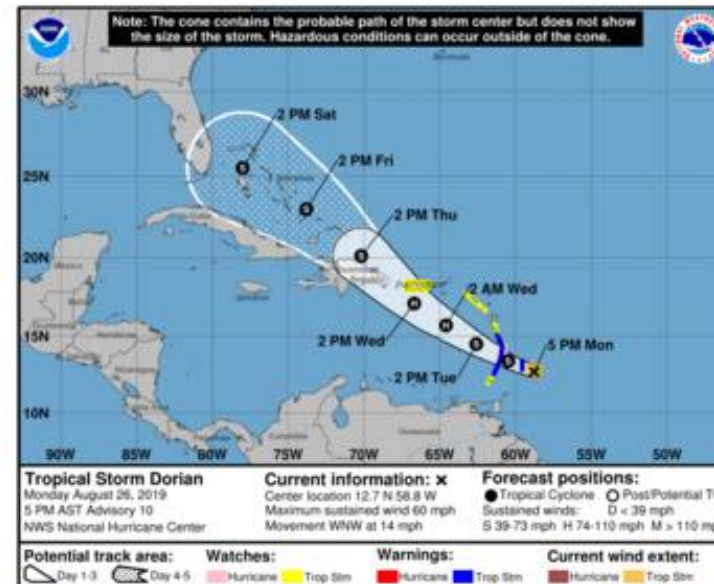 Note: The cone contains the probable path of the storm center but does not show
the size of the storm. Hazardous conditions can occur outside of the cone.
Bermuda
30N
2 PM Sat
2 PM Fri
25N
2 PM Thu
20N
2 AM Wed
2 PM Wed
5 PM Mon
15N
2 PM Tue
10N
90W 85W 80W 75W 70W 65W 60W 55W 50W
Tropical Storm Dorian
Monday August 26, 2019
5 PM AST Advisory 10
NWS National Hurricane Center
Current information: x
Center location 12.7 N 58.8 W
Maximum sustained wind 60 mph
Movement WNW at 14 mph
Forecast positions:
Tropical Cyclone Post/Potential T
Sustained winds: D < 39 mph
S 39-73 mph H 74-110 mph M > 110 mp
Potential track area:
Day 1-3 Day 4-5
Watches:
Hurricane Trop Stm
Warnings:
Hurricane Trop Stm
Current wind extent:
Hurricane Trop Stm